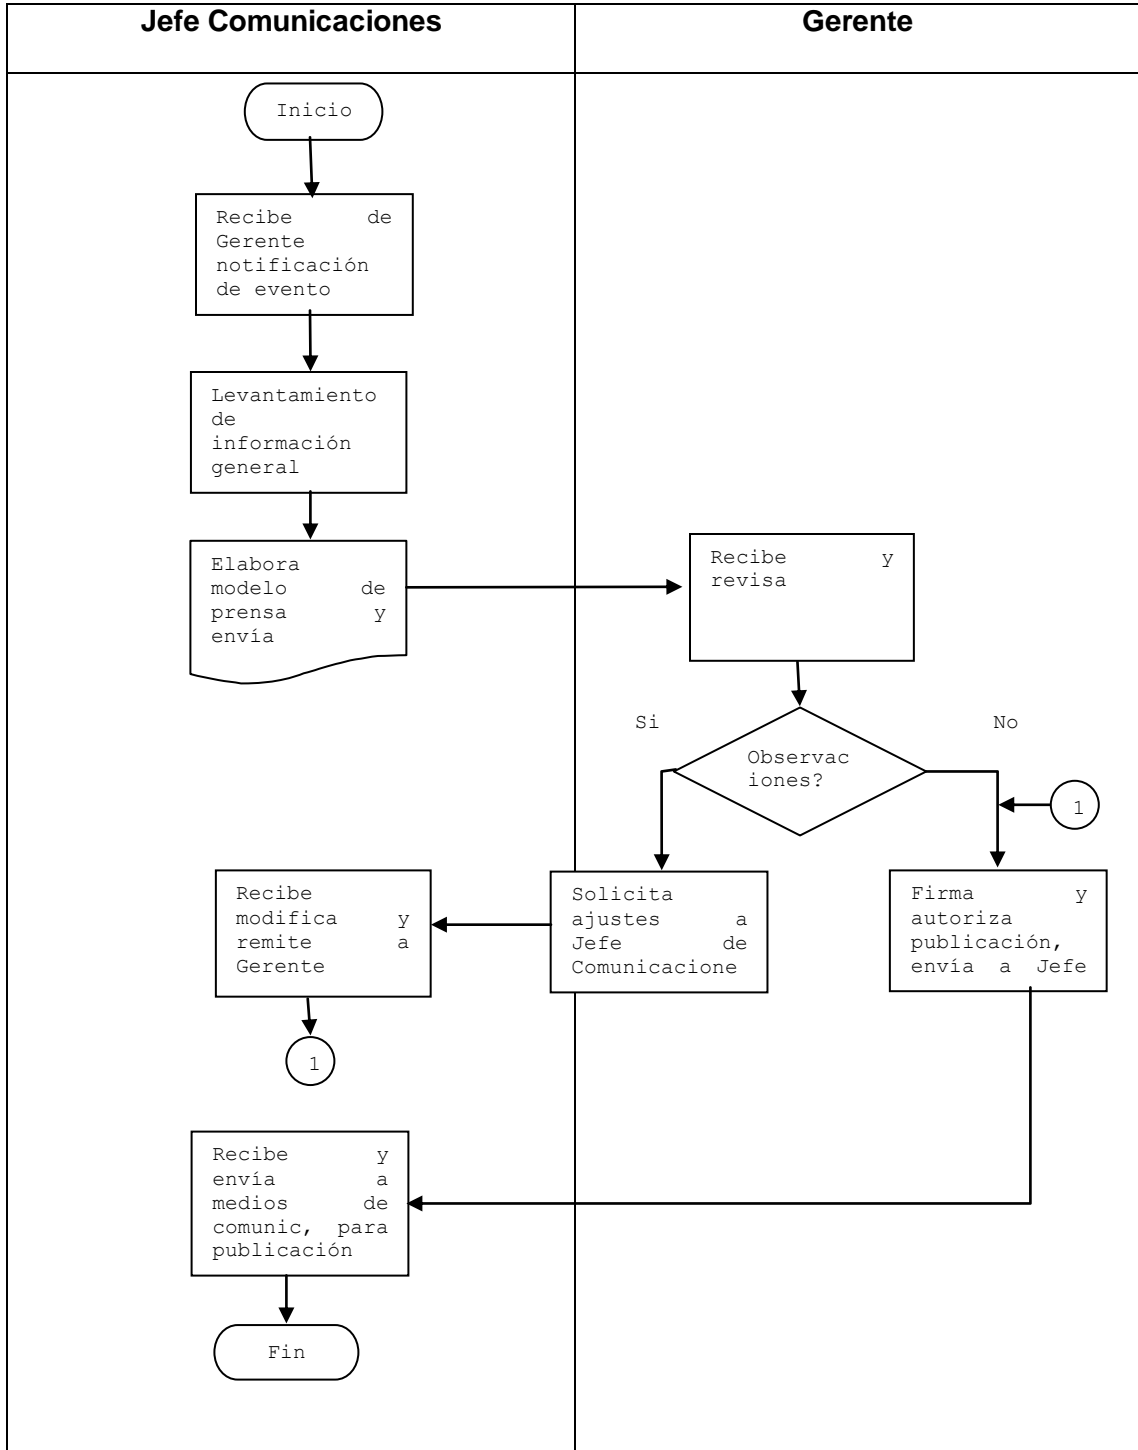 Jefe Comunicaciones
Gerente
Inicio
Recibe de
Gerente
notificación
de evento
Levantamiento
de
información
general
Elabora
modelo de
prensa y
envía
Recibe y
revisa
Si
No
Observac
iones?
1
Recibe
modifica y
remite a
Gerente
Solicita
ajustes a
Jefe de
Comunicacione
Firma y
autoriza
publicación,
envía a Jefe
1
Recibe y
envía a
medios de
comunic, para
publicación
Fin